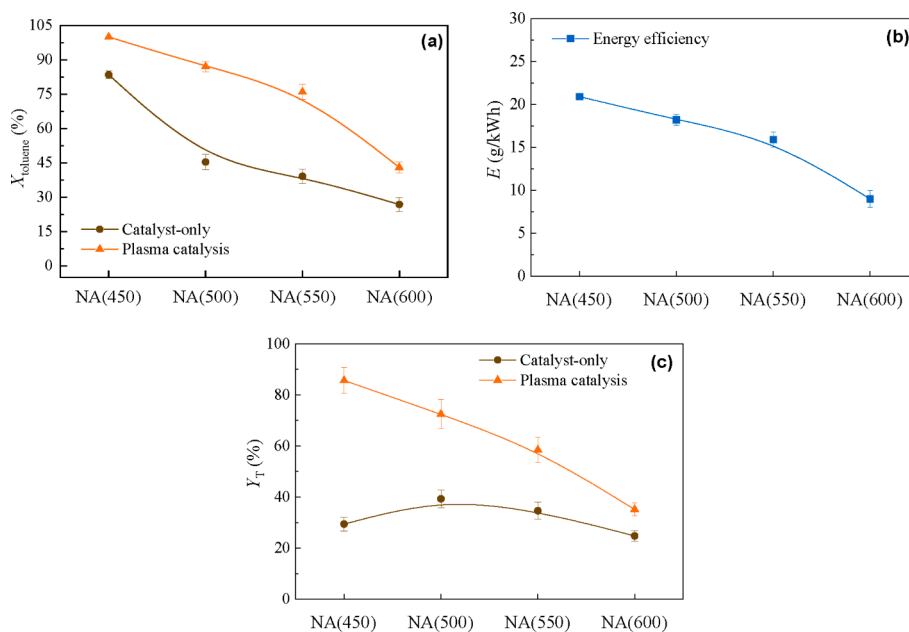 (a)
105
90
75
60
45
30
15
0
X_toluene (%)
Catalyst-only
Plasma catalysis
NA(450) NA(500) NA(550) NA(600)
(b)
30
25
20
15
10
5
0
E (g/kWh)
Energy efficiency
NA(450) NA(500) NA(550) NA(600)
(c)
100
80
60
40
20
0
Y_T (%)
Catalyst-only
Plasma catalysis
NA(450) NA(500) NA(550) NA(600)